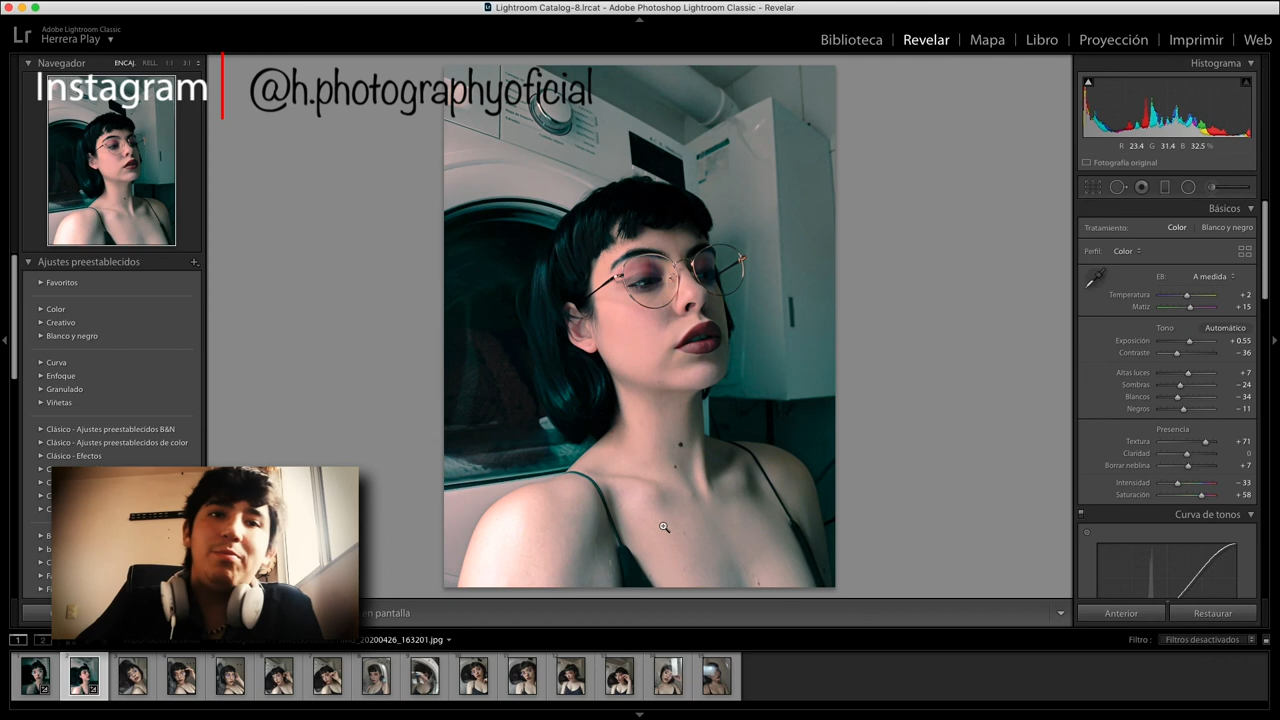 Lightroom Catalog-8.lrcat - Adobe Photoshop Lightroom Classic - Revelar
Lr
Adobe Lightroom Classic
Herrera Play
Biblioteca | Revelar | Mapa | Libro | Proyección | Imprimir | Web
Navegador ENCAJ. RELL. 1:1 3:1
Instagram @h.photographyoficial
Ajustes preestablecidos
Favoritos
Color
Creativo
Blanco y negro
Curva
Enfoque
Granulado
Viñetas
Clásico - Ajustes preestablecidos B&N
Clásico - Ajustes preestablecidos de color
Clásico - Efectos
Histograma
R 23.4 G 31.4 B 32.5 %
Fotografía original
Básicos
Tratamiento: Color Blanco y negro
Perfil: Color
EB: A medida
Temperatura + 2
Matiz + 15
Tono Automático
Exposición + 0.55
Contraste − 36
Altas luces + 7
Sombras − 24
Blancos − 34
Negros − 11
Presencia
Textura + 71
Claridad 0
Borrar neblina + 7
Intensidad − 33
Saturación + 58
Curva de tonos
Anterior Restaurar
en pantalla
1 2
_20200426_163201.jpg
Filtro : Filtros desactivados